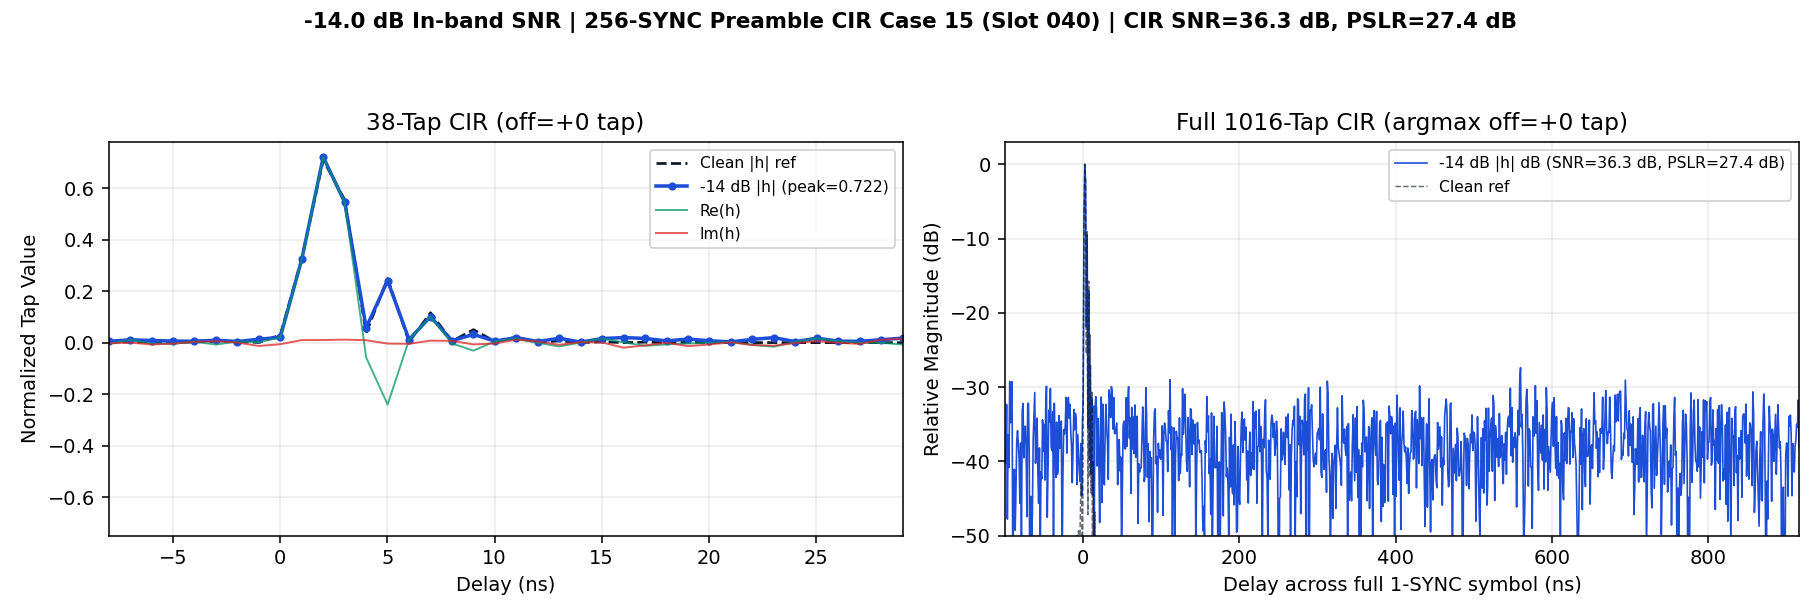 -14.0 dB In-band SNR | 256-SYNC Preamble CIR Case 15 (Slot 040) | CIR SNR=36.3 dB, PSLR=27.4 dB
38-Tap CIR (off=+0 tap)
Normalized Tap Value
0.6
0.4
0.2
0.0
−0.2
−0.4
−0.6
Clean |h| ref
-14 dB |h| (peak=0.722)
Re(h)
Im(h)
−5
0
5
10
15
20
25
Delay (ns)
Full 1016-Tap CIR (argmax off=+0 tap)
Relative Magnitude (dB)
0
−10
−20
−30
−40
−50
-14 dB |h| dB (SNR=36.3 dB, PSLR=27.4 dB)
Clean ref
0
200
400
600
800
Delay across full 1-SYNC symbol (ns)